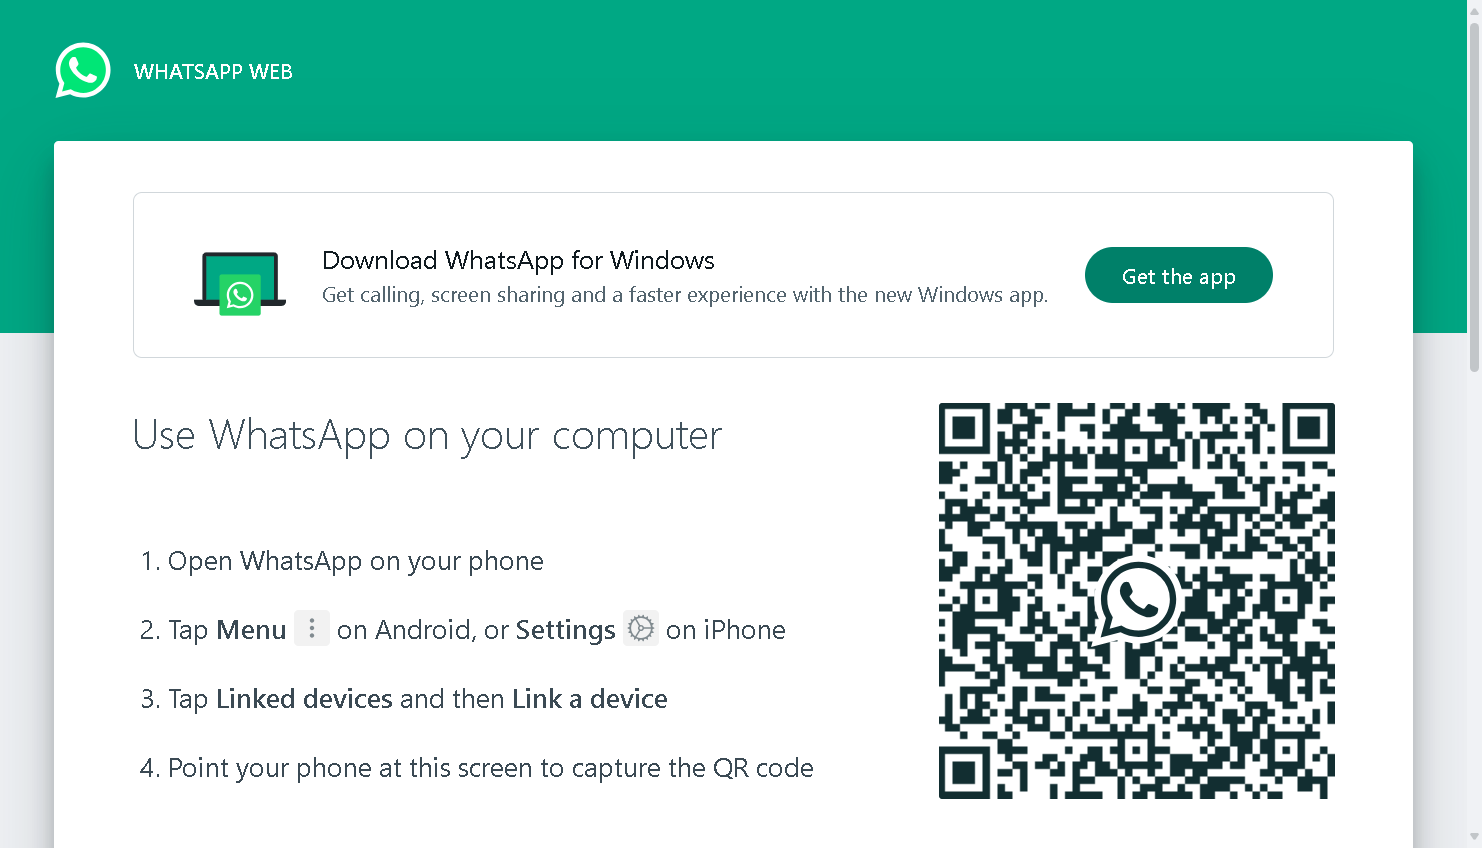 WHATSAPP WEB
Download WhatsApp for Windows
Get calling, screen sharing and a faster experience with the new Windows app.
Get the app
Use WhatsApp on your computer
1. Open WhatsApp on your phone
2. Tap Menu on Android, or Settings on iPhone
3. Tap Linked devices and then Link a device
4. Point your phone at this screen to capture the QR code